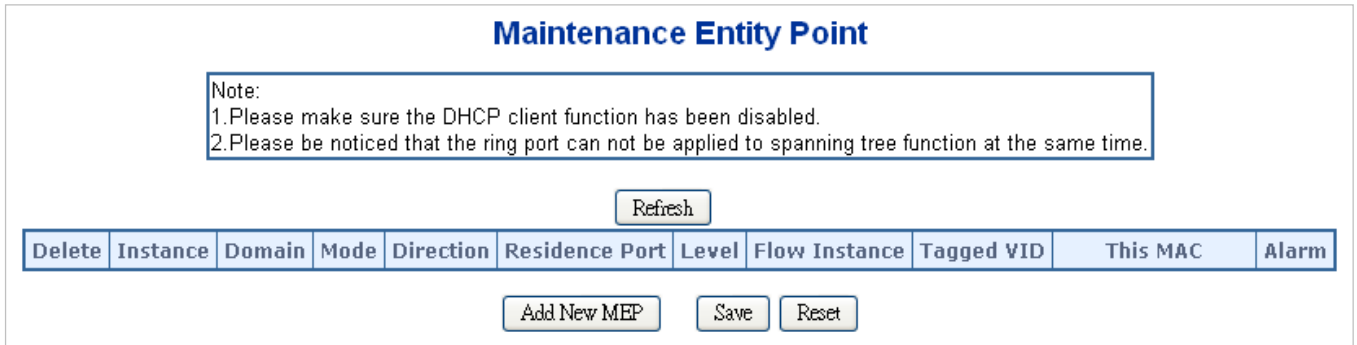 Maintenance Entity Point
Note:
1.Please make sure the DHCP client function has been disabled.
2.Please be noticed that the ring port can not be applied to spanning tree function at the same time.
Refresh
Delete Instance Domain Mode Direction Residence Port Level Flow Instance Tagged VID This MAC Alarm
Add New MEP Save Reset